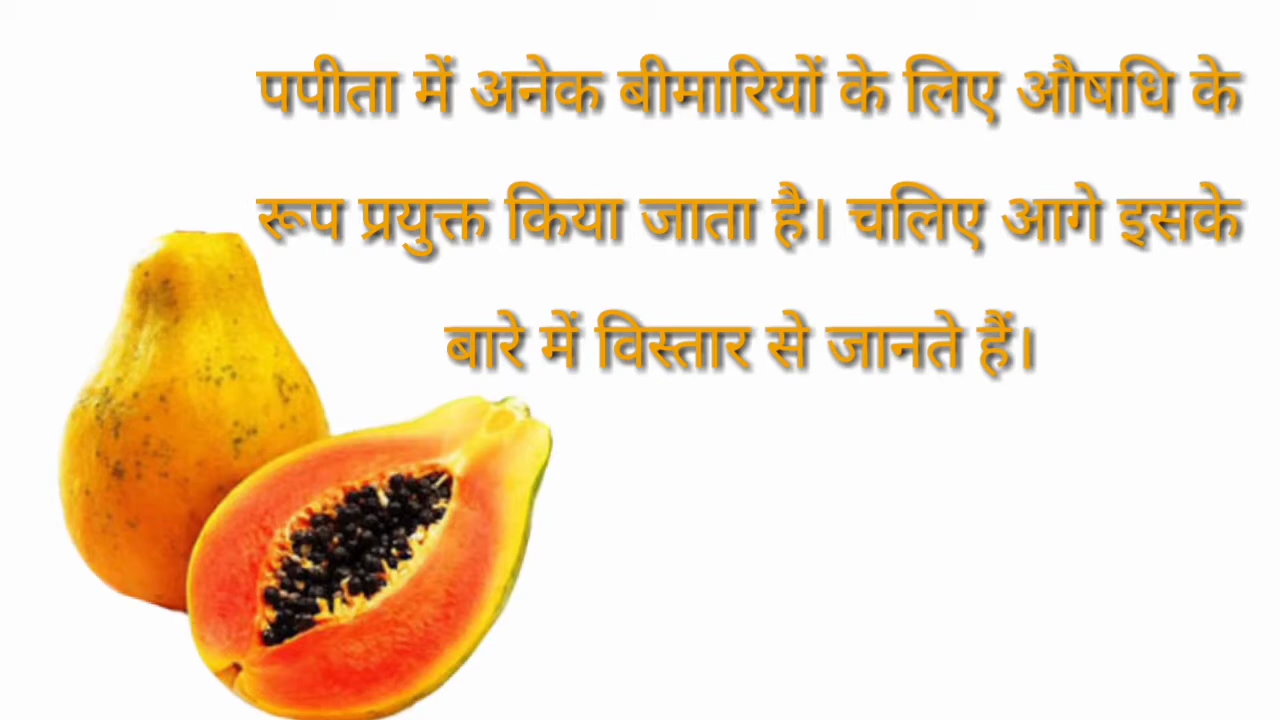 पपीता में अनेक बीमारियों के लिए औषधि के
रूप प्रयुक्त किया जाता है। चलिए आगे इसके
बारे में विस्तार से जानते हैं।